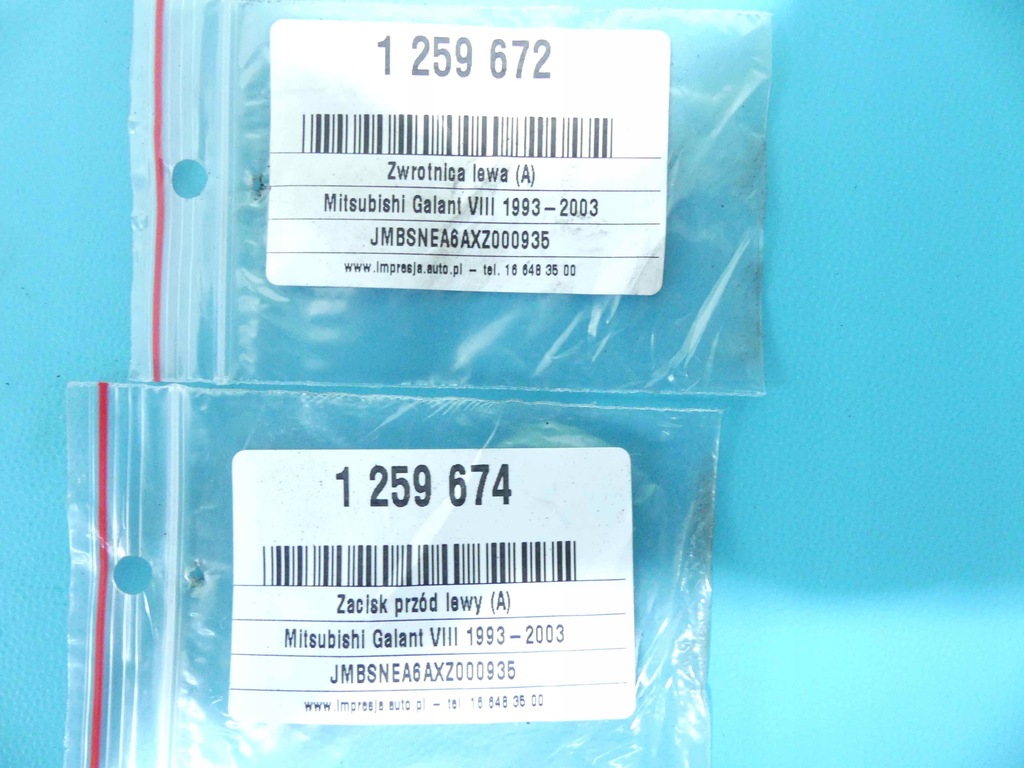 1 259 672
Zwrotnica lewa (A)
Mitsubishi Galant VIII 1993-2003
JMBSNEA6AXZ000935
www.impresja.auto.pl - tel. 16 648 35 00
1 259 674
Zacisk przód lewy (A)
Mitsubishi Galant VIII 1993-2003
JMBSNEA6AXZ000935
www.impresja.auto.pl - tel. 16 648 35 00